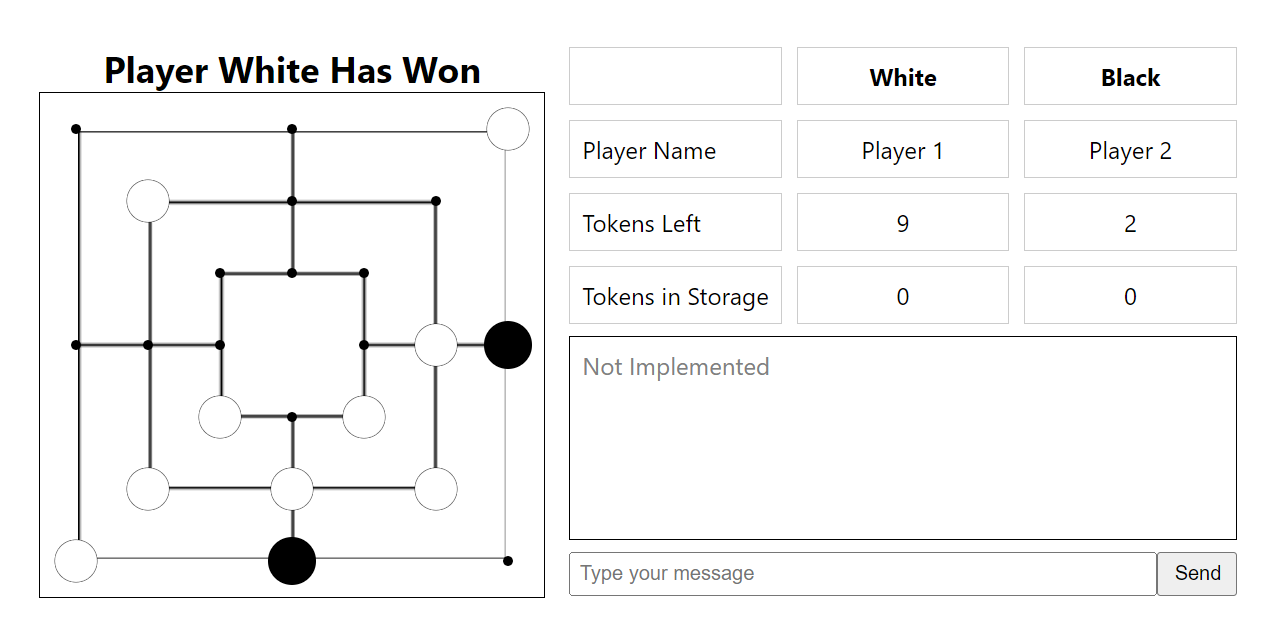 Player White Has Won
White Black
Player Name Player 1 Player 2
Tokens Left 9 2
Tokens in Storage 0 0
Not Implemented
Type your message Send